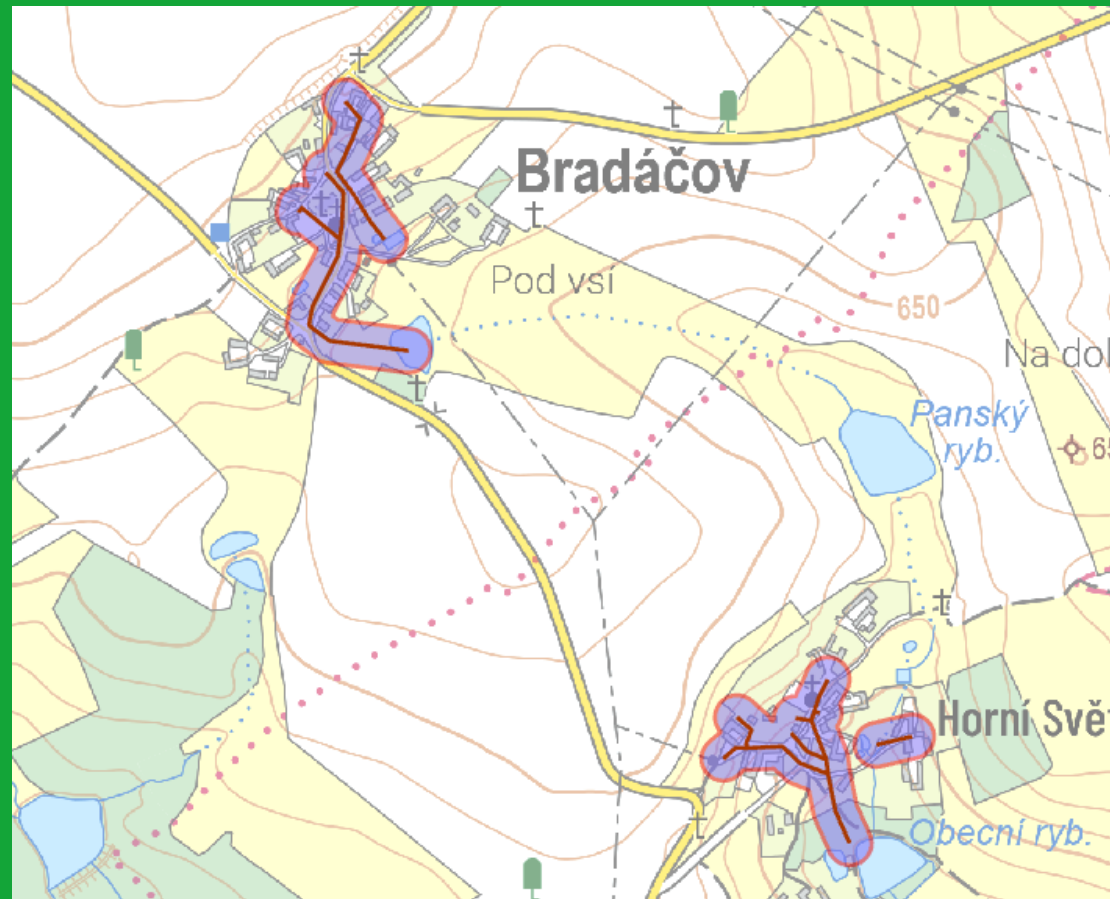 Bradáčov
Pod vsí
650
Na dol
Panský
ryb.
65
Horní Svě
Obecní ryb.